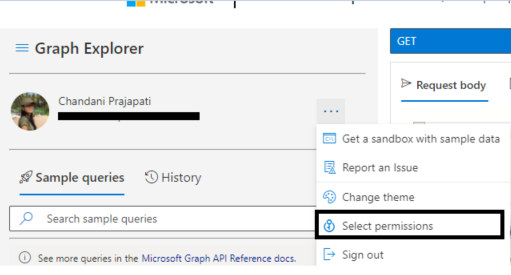 Microsoft
Graph Explorer
GET
Request body
Chandani Prajapati
...
Get a sandbox with sample data
Report an Issue
Change theme
Select permissions
Sign out
Sample queries
History
Search sample queries
See more queries in the Microsoft Graph API Reference docs.